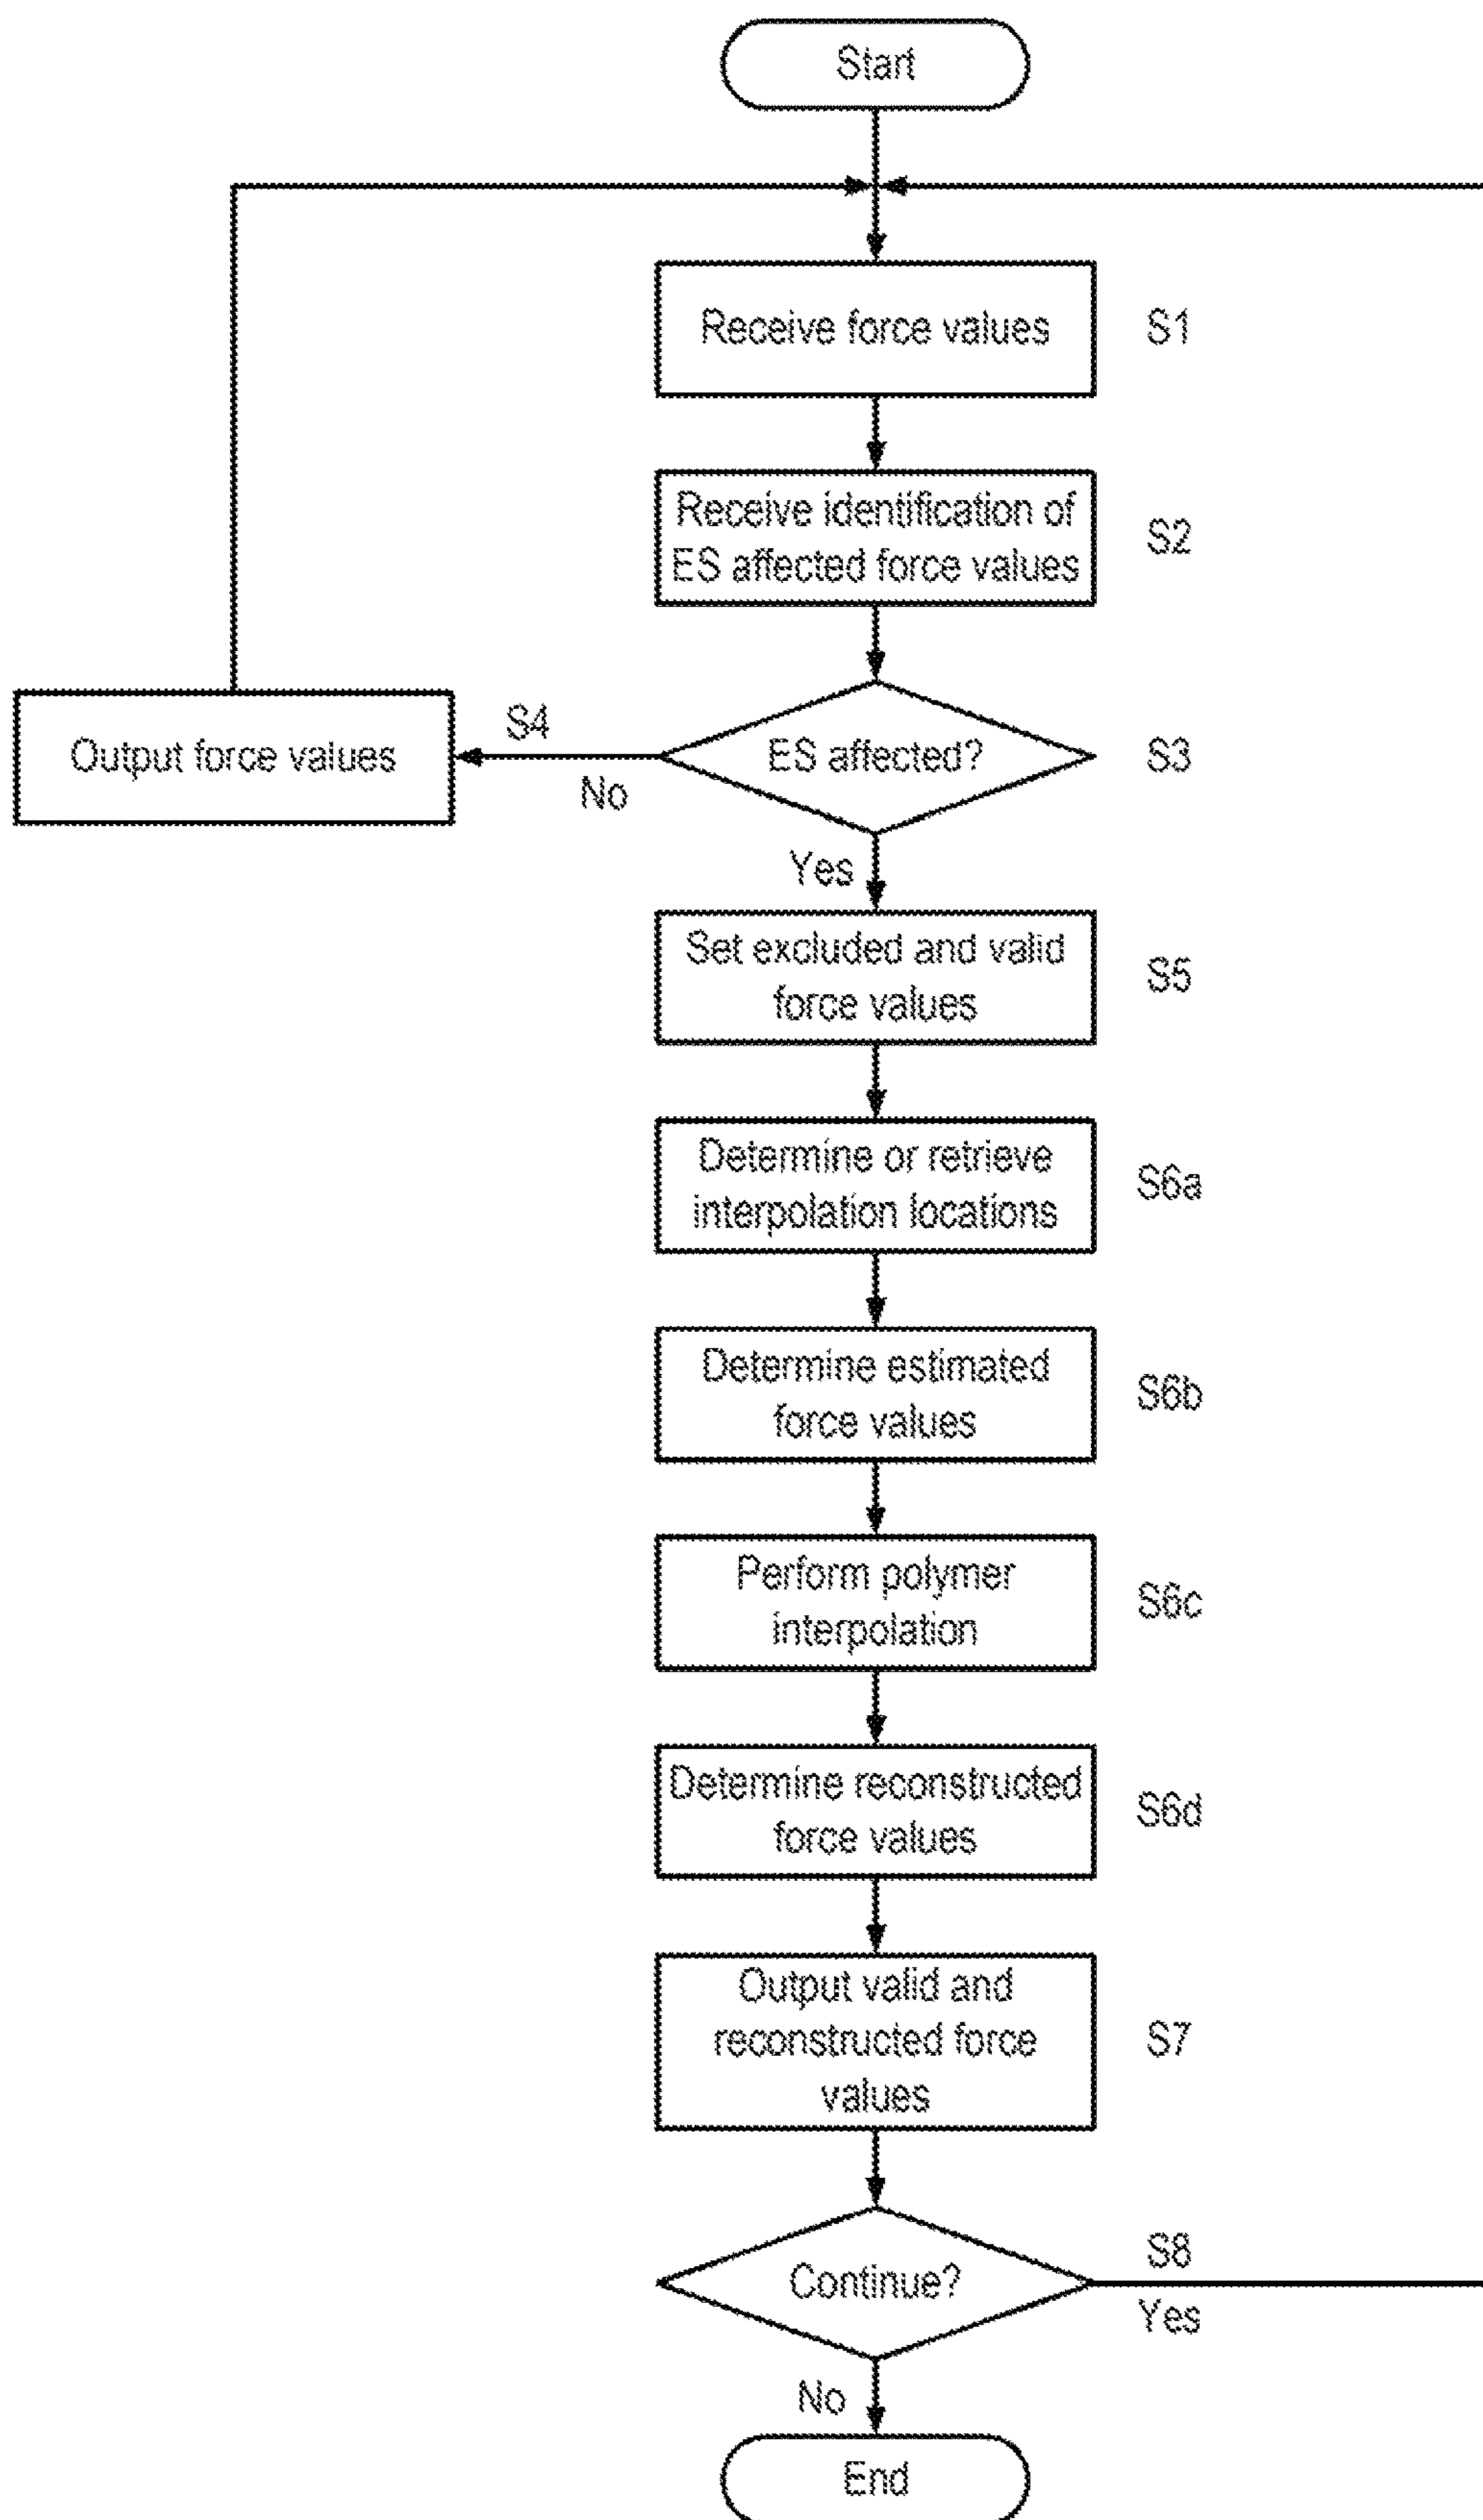 Start
Receive force values
S1
Receive identification of
ES affected force values
S2
ES affected?
S3
S4
No
Output force values
Yes
Set excluded and valid
force values
S5
Determine or retrieve
interpolation locations
S6a
Determine estimated
force values
S6b
Perform polymer
interpolation
S6c
Determine reconstructed
force values
S6d
Output valid and
reconstructed force
values
S7
Continue?
S8
Yes
No
End